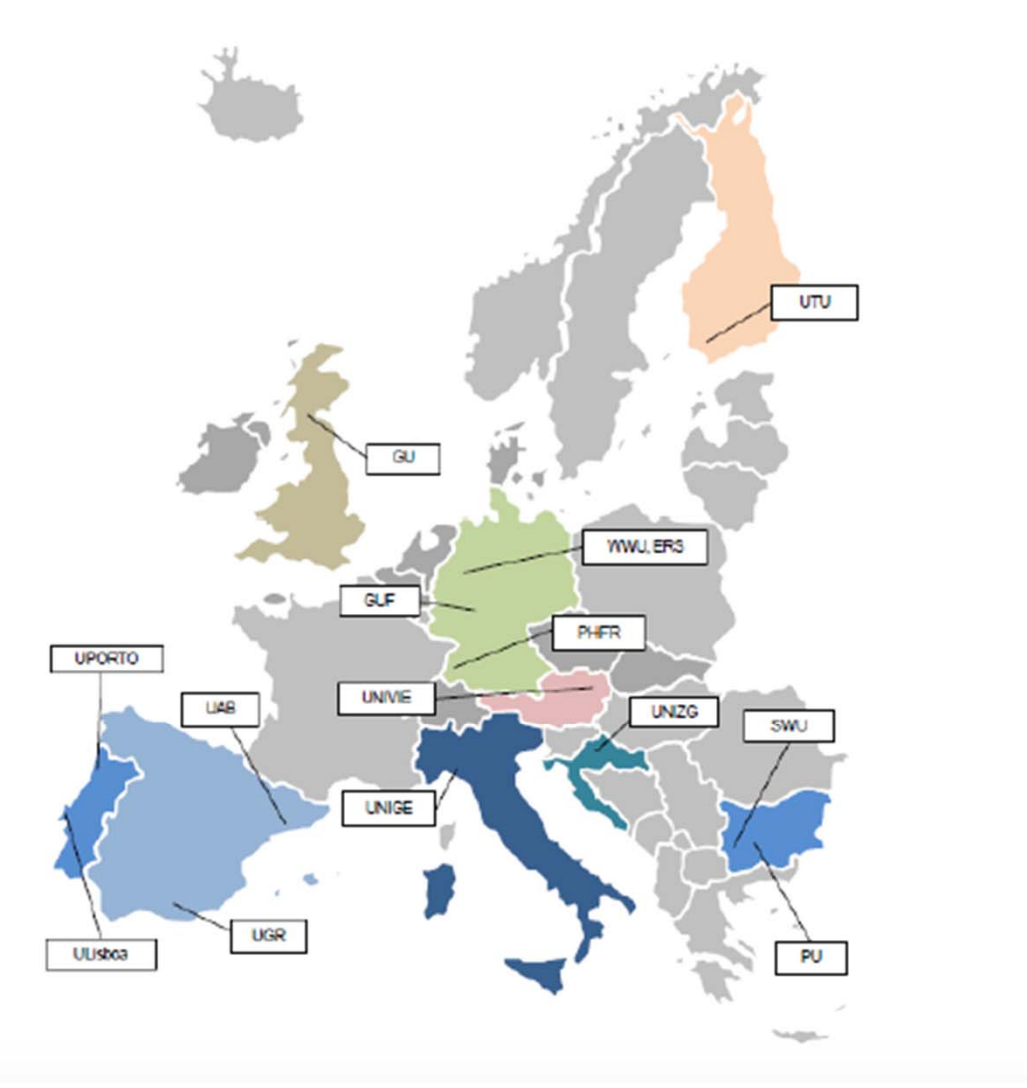 UTU
GU
WWU, ERS
GUF
PHFR
UPORTO
UNIVIE
UAB
UNIZG
SWU
UNIGE
UGR
ULisboa
PU